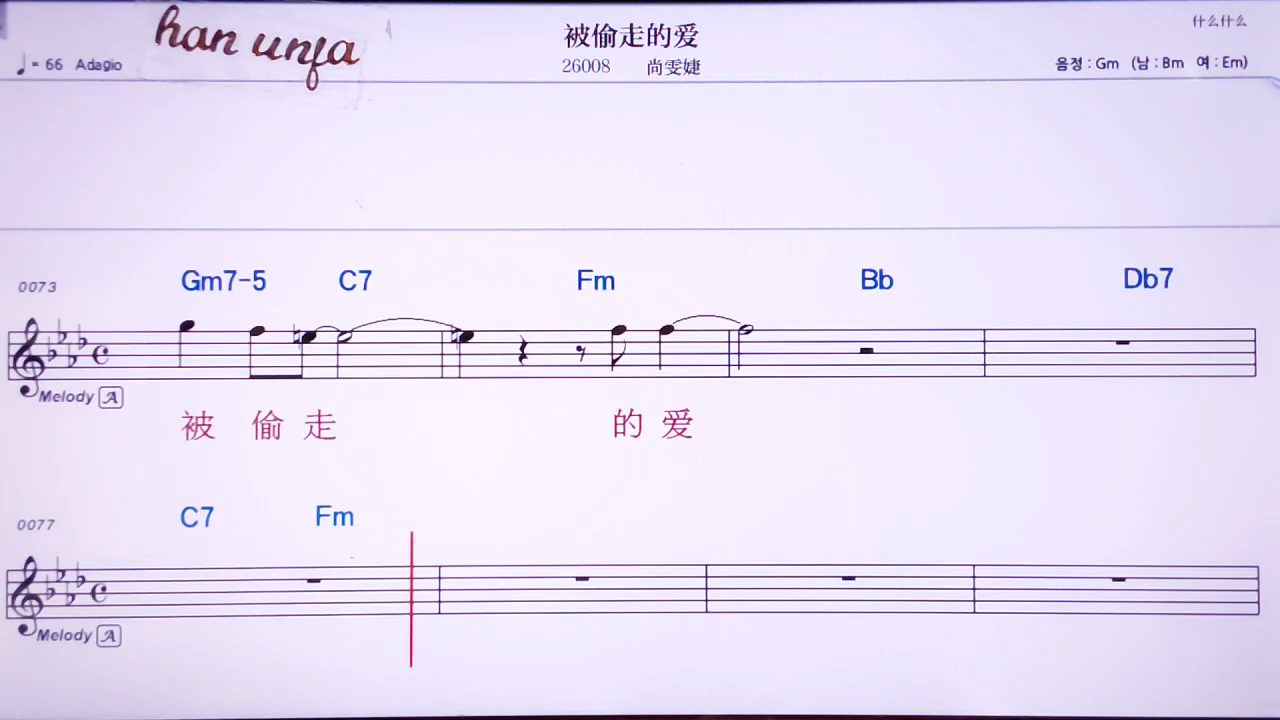 han unfa
被偷走的爱
什么什么
♩= 66 Adagio
26008 尚雯婕
음정 : Gm (남 : Bm 여 : Em)
0073
Gm7-5 C7 Fm Bb Db7
Melody A
被 偷 走 的 爱
0077
C7 Fm
Melody A